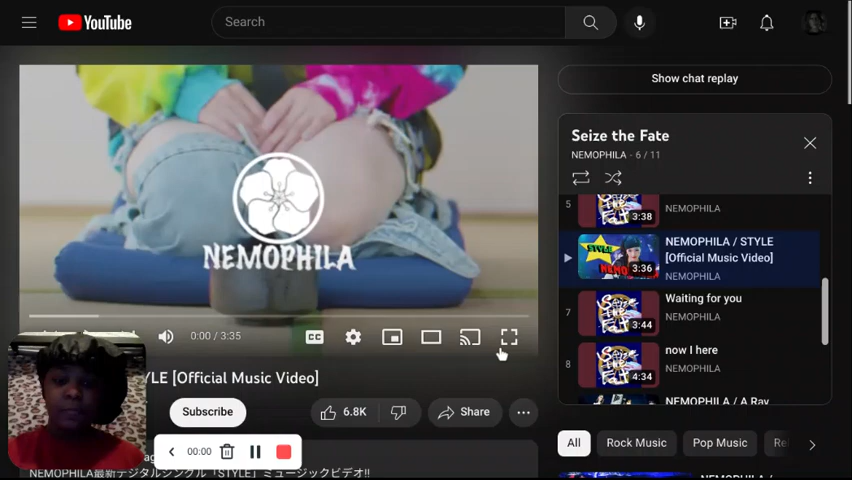 YouTube
Search
Show chat replay
NEMOPHILA
Seize the Fate
NEMOPHILA - 6 / 11
5
3:38
NEMOPHILA
STYLE
3:36
NEMOPHILA / STYLE
[Official Music Video]
NEMOPHILA
7
3:44
Waiting for you
NEMOPHILA
8
4:34
now I here
NEMOPHILA
NEMOPHILA / A Ray
0:00 / 3:35
CC
YLE [Official Music Video]
Subscribe
6.8K
Share
00:00
All
Rock Music
Pop Music
Re
NEMOPHILA最新デジタルシングル「STYLE」ミュージックビデオ!!
NEMOPHILA /